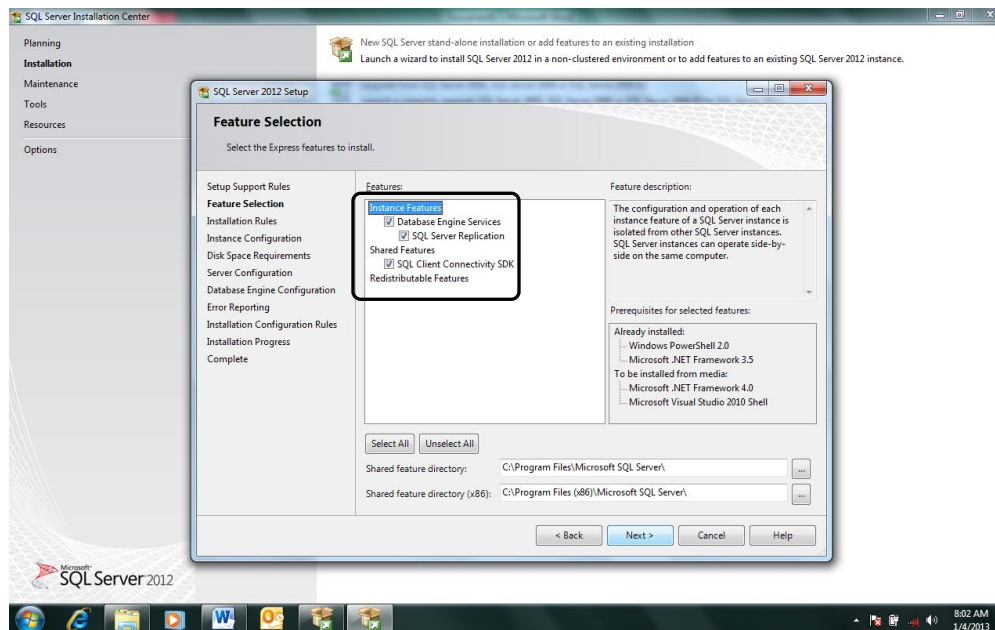 SQL Server Installation Center
Planning
Installation
Maintenance
Tools
Resources
Options
New SQL Server stand-alone installation or add features to an existing installation
Launch a wizard to install SQL Server 2012 in a non-clustered environment or to add features to an existing SQL Server 2012 instance.
SQL Server 2012 Setup
Feature Selection
Select the Express features to install.
Setup Support Rules
Feature Selection
Installation Rules
Instance Configuration
Disk Space Requirements
Server Configuration
Database Engine Configuration
Error Reporting
Installation Configuration Rules
Installation Progress
Complete
Features:
Instance Features
Database Engine Services
SQL Server Replication
Shared Features
SQL Client Connectivity SDK
Redistributable Features
Feature description:
The configuration and operation of each
instance feature of a SQL Server instance is
isolated from other SQL Server instances.
SQL Server instances can operate side-by-
side on the same computer.
Prerequisites for selected features:
Already installed:
Windows PowerShell 2.0
Microsoft .NET Framework 3.5
To be installed from media:
Microsoft .NET Framework 4.0
Microsoft Visual Studio 2010 Shell
Select All Unselect All
Shared feature directory: C:\Program Files\Microsoft SQL Server\ ...
Shared feature directory (x86): C:\Program Files (x86)\Microsoft SQL Server\ ...
< Back Next > Cancel Help
Microsoft
SQL Server 2012
8:02 AM
1/4/2013